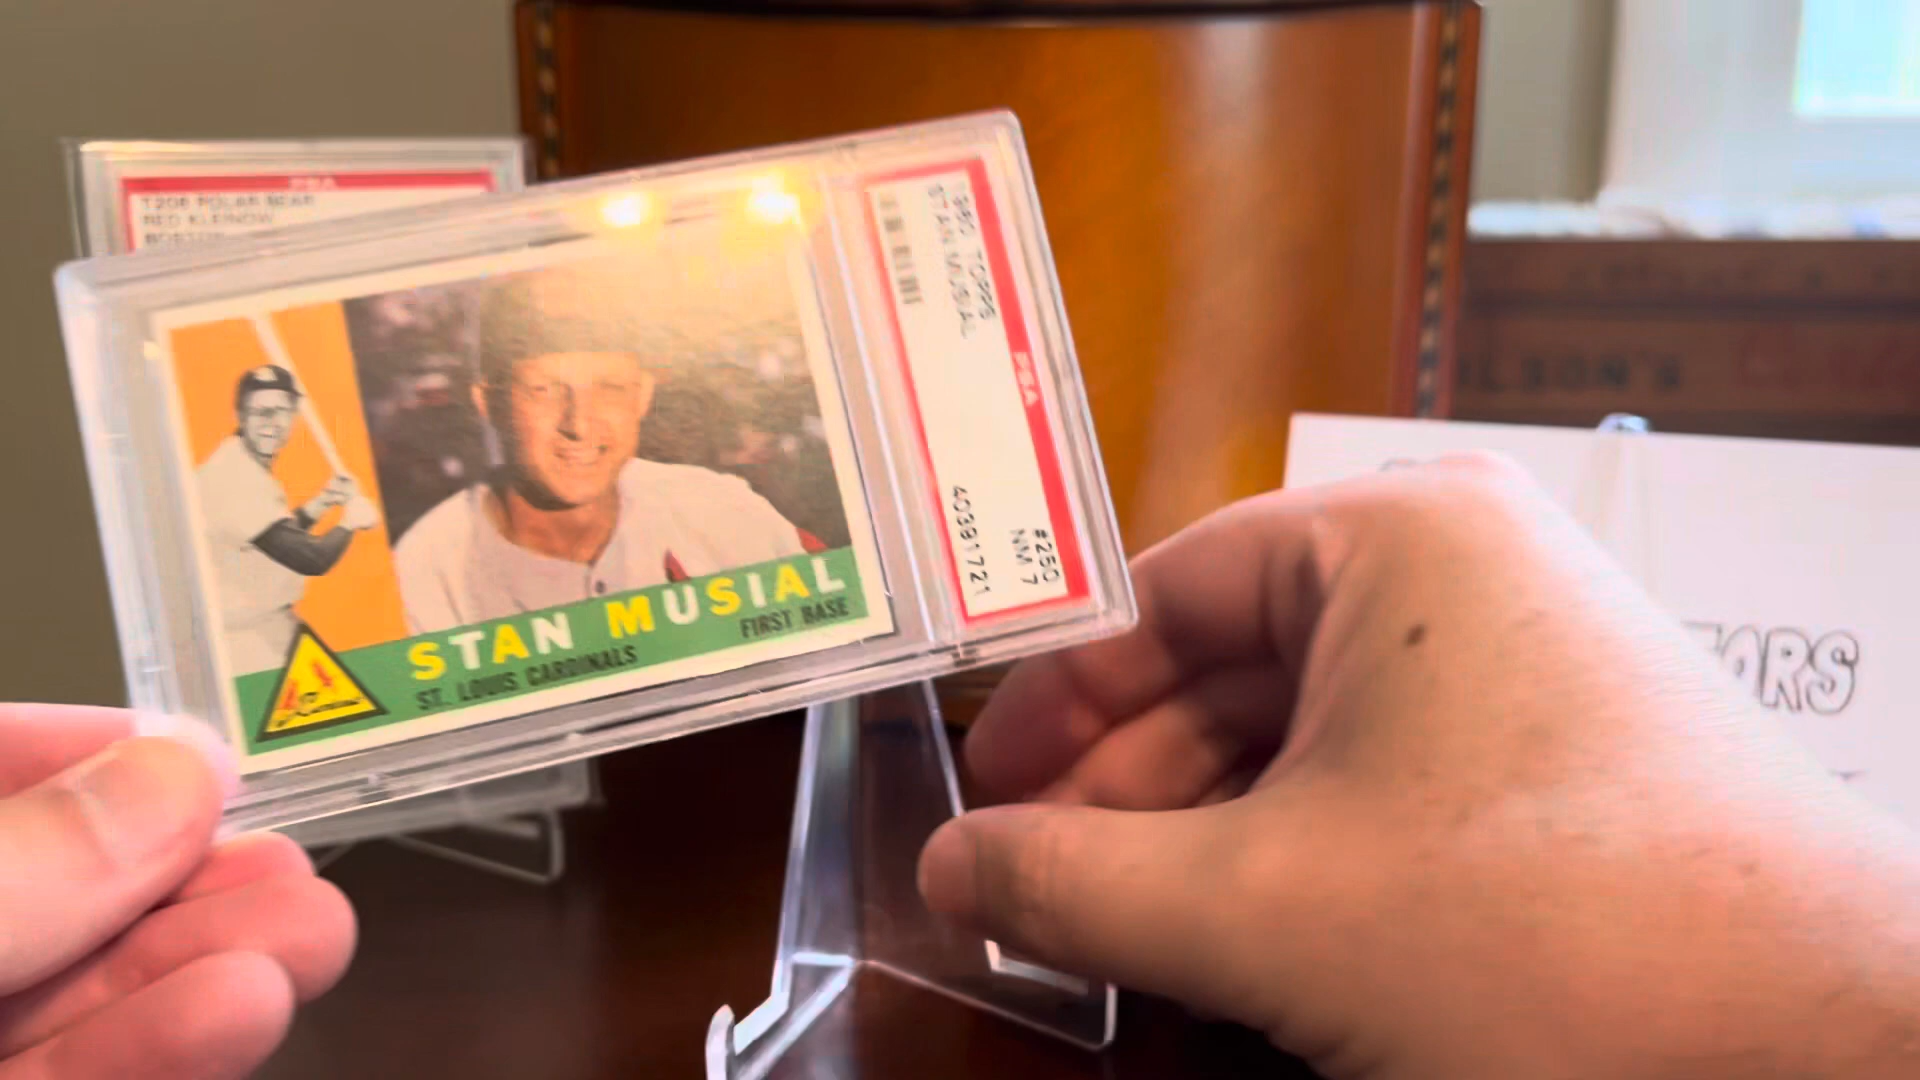 PSA
T206 POLAR BEAR
RED KLEINOW
BOSTON
1960 TOPPS
STAN MUSIAL
PSA
#250
NM 7
40391721
STAN MUSIAL
ST. LOUIS CARDINALS
FIRST BASE